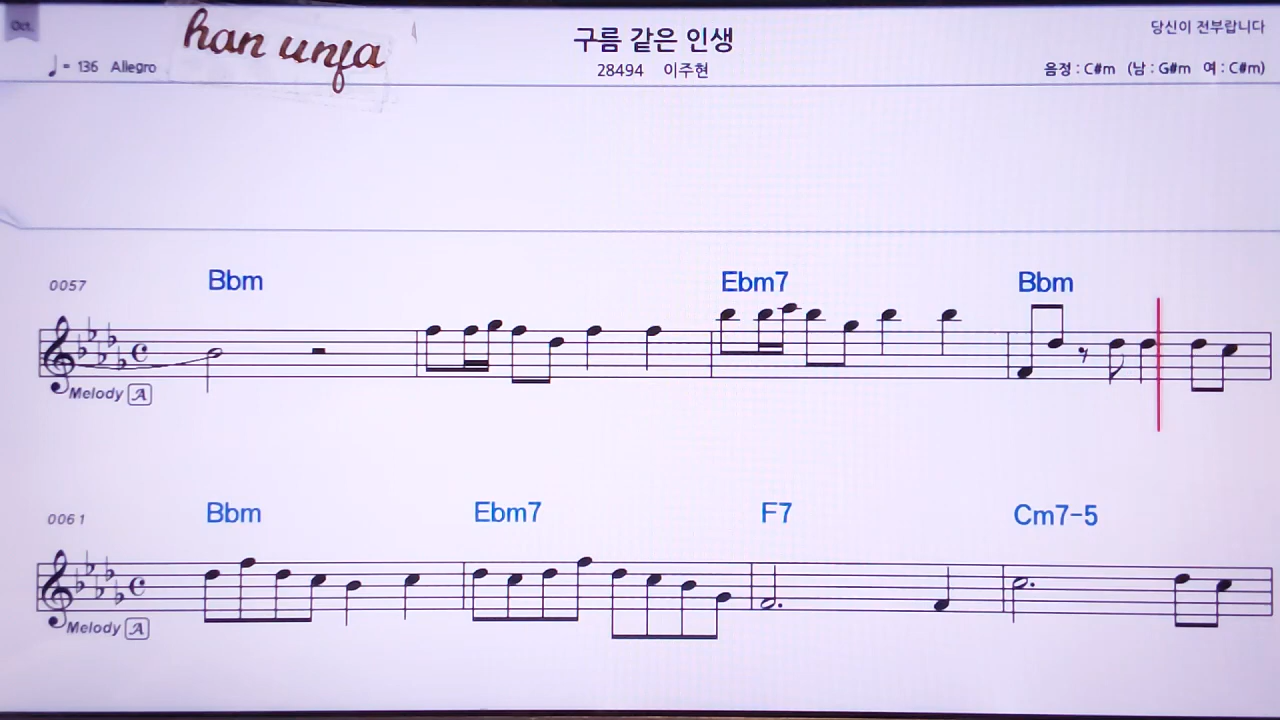 Oct.
han unja
구름 같은 인생
당신이 전부랍니다
♩ = 136 Allegro
28494 이주현
음정 : C#m (남 : G#m 여 : C#m)
0057
Bbm Ebm7 Bbm
Melody A
0061
Bbm Ebm7 F7 Cm7-5
Melody A